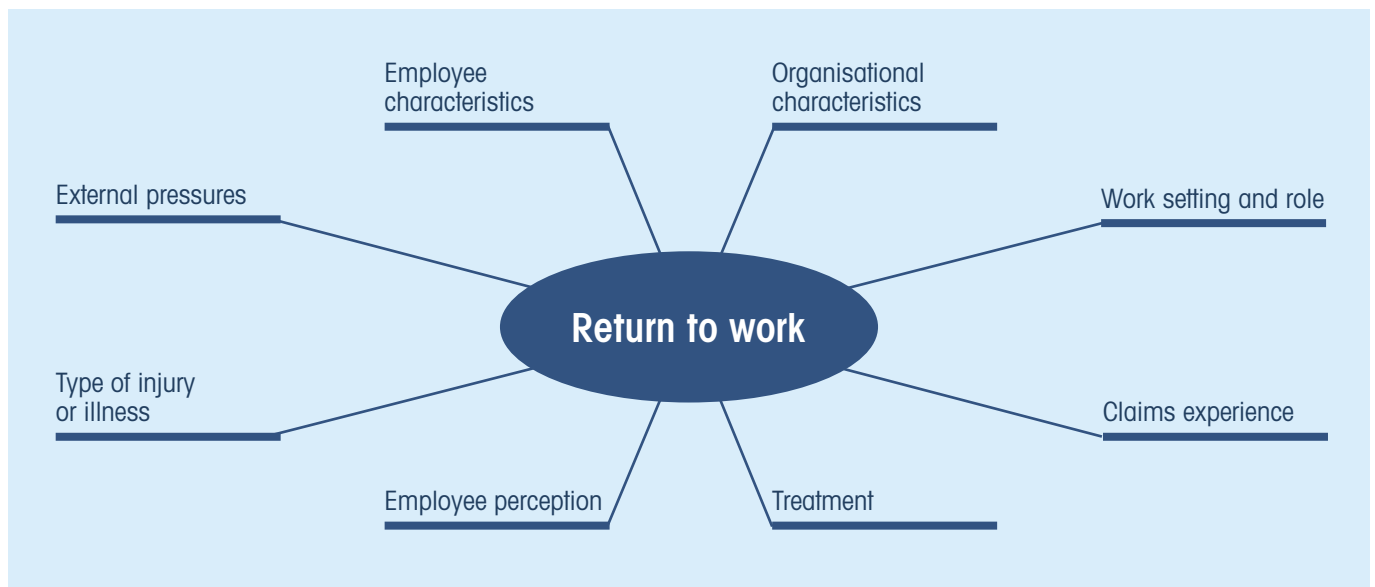 Employee
characteristics
Organisational
characteristics
External pressures
Work setting and role
Return to work
Type of injury
or illness
Claims experience
Employee perception
Treatment